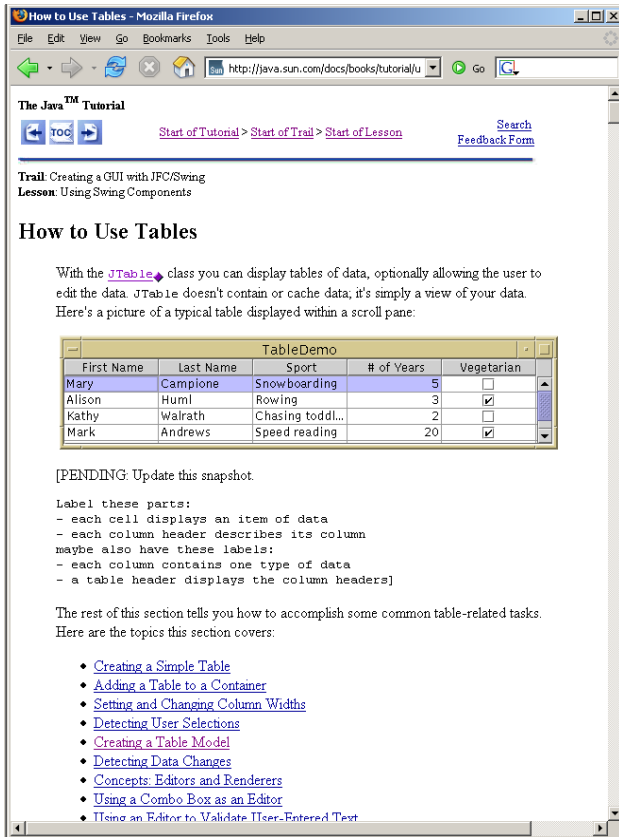 How to Use Tables - Mozilla Firefox
File Edit View Go Bookmarks Tools Help
Sun http://java.sun.com/docs/books/tutorial/u Go G
The Java™ Tutorial
TOC Start of Tutorial > Start of Trail > Start of Lesson Search
Feedback Form
Trail: Creating a GUI with JFC/Swing
Lesson: Using Swing Components
How to Use Tables
With the JTable class you can display tables of data, optionally allowing the user to
edit the data. JTable doesn't contain or cache data; it's simply a view of your data.
Here's a picture of a typical table displayed within a scroll pane:
TableDemo
First Name Last Name Sport # of Years Vegetarian
Mary Campione Snowboarding 5
Alison Huml Rowing 3
Kathy Walrath Chasing toddl... 2
Mark Andrews Speed reading 20
[PENDING: Update this snapshot.
Label these parts:
- each cell displays an item of data
- each column header describes its column
maybe also have these labels:
- each column contains one type of data
- a table header displays the column headers]
The rest of this section tells you how to accomplish some common table-related tasks.
Here are the topics this section covers:
Creating a Simple Table
Adding a Table to a Container
Setting and Changing Column Widths
Detecting User Selections
Creating a Table Model
Detecting Data Changes
Concepts: Editors and Renderers
Using a Combo Box as an Editor
Using an Editor to Validate User-Entered Text